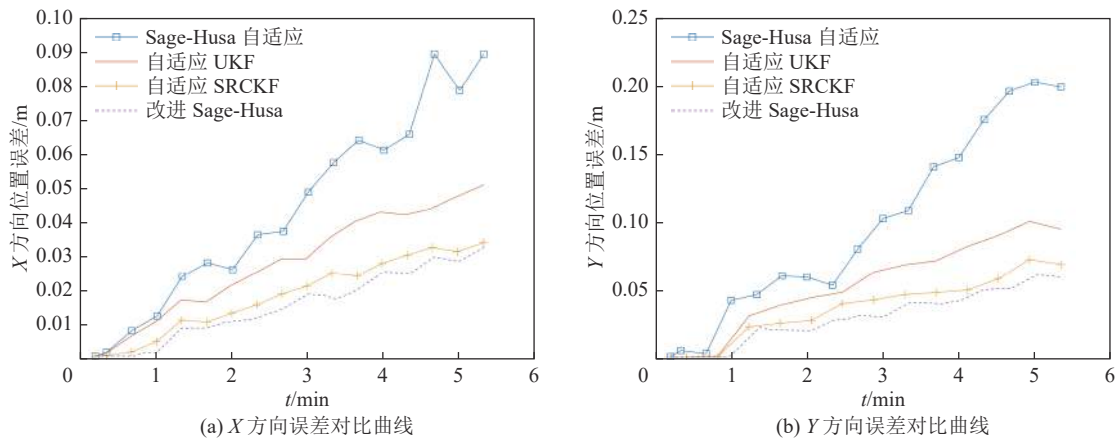 0.10
0.09
0.08
0.07
0.06
0.05
0.04
0.03
0.02
0.01
0
1
2
3
4
5
6
X 方向位置误差/m
t/min
Sage-Husa 自适应
自适应 UKF
自适应 SRCKF
改进 Sage-Husa
(a) X 方向误差对比曲线
0.25
0.20
0.15
0.10
0.05
0
1
2
3
4
5
6
Y 方向位置误差/m
t/min
Sage-Husa 自适应
自适应 UKF
自适应 SRCKF
改进 Sage-Husa
(b) Y 方向误差对比曲线